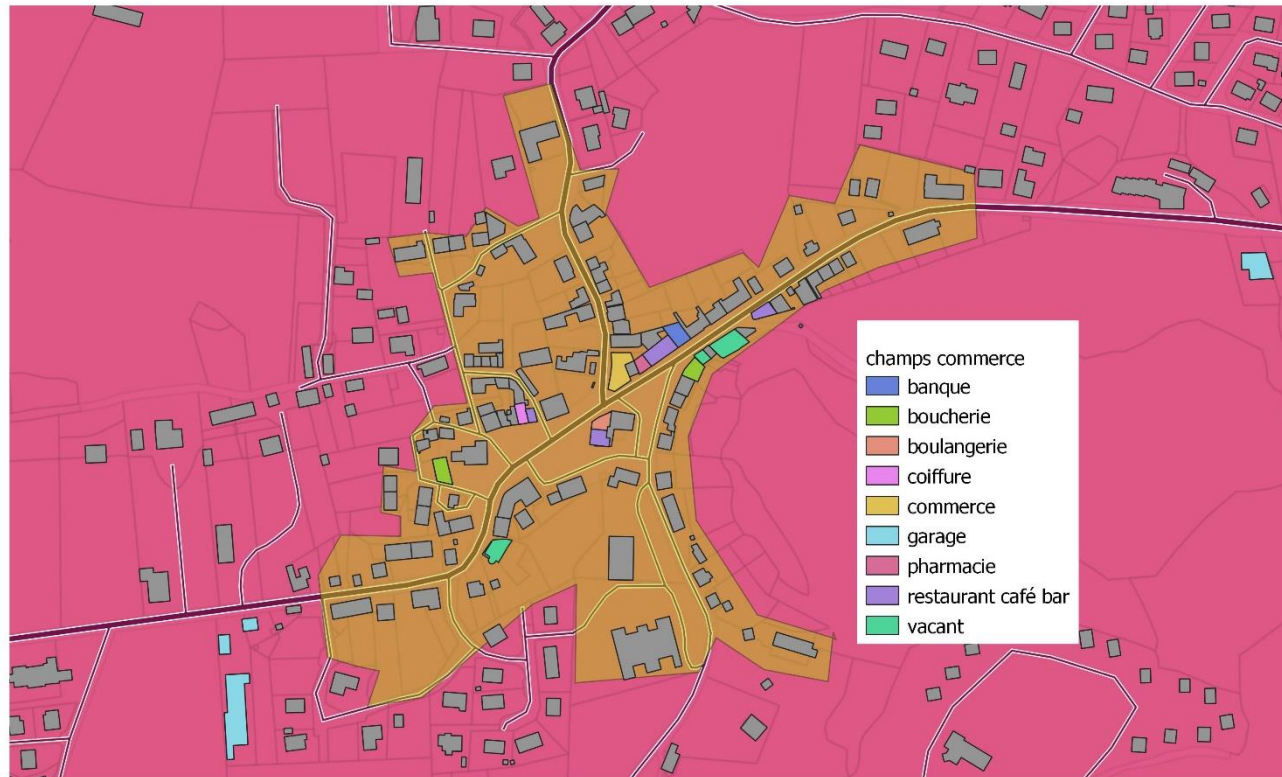 champs commerce
banque
boucherie
boulangerie
coiffure
commerce
garage
pharmacie
restaurant café bar
vacant